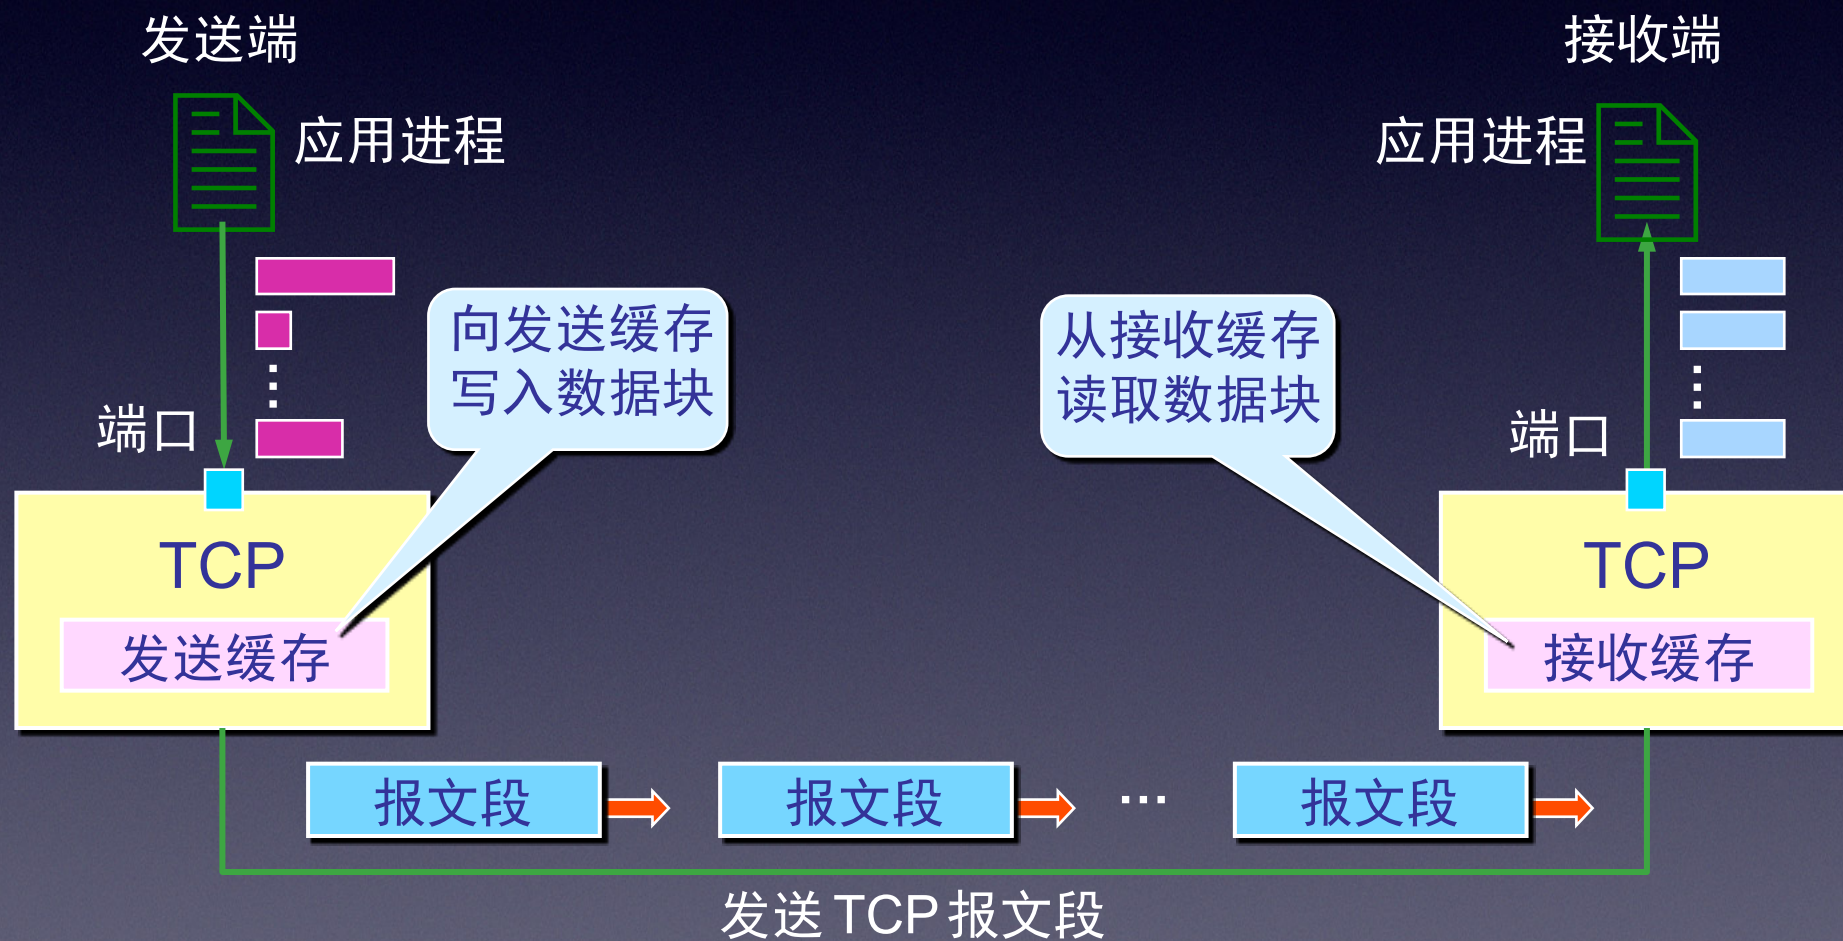 发送端
接收端
应用进程
应用进程
向发送缓存
写入数据块
从接收缓存
读取数据块
端口
端口
TCP
TCP
发送缓存
接收缓存
报文段
报文段
…
报文段
发送 TCP 报文段